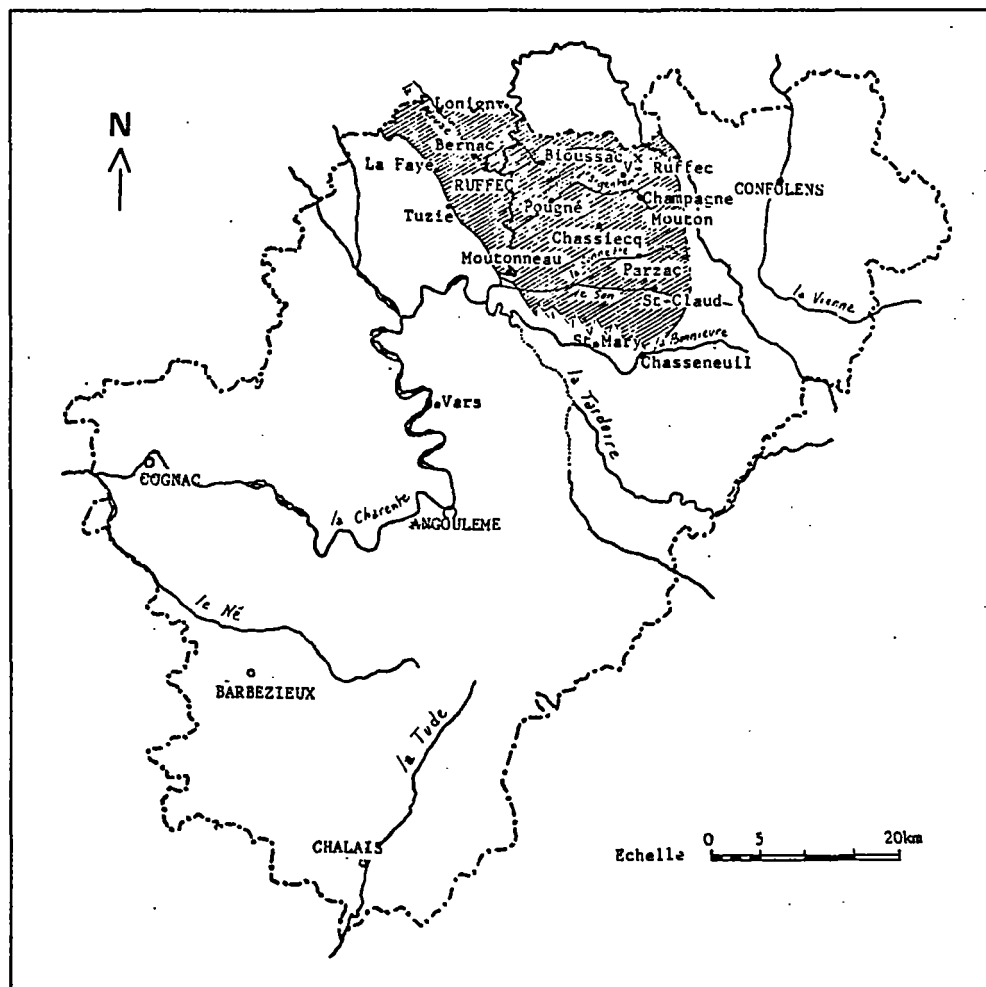 N
Lonigny
Bernac
La Faye
RUFFEC
Bioussac
Ruffec
CONFOLENS
Tuzie
Pougné
Champagne
Mouton
Chassiecq
Moutonneau
Parzac
le Son
St-Claud
la Vienne
St.Mary
la Bonnieure
Chasseneuil
la Tardoire
Vars
COGNAC
la Charente
ANGOULEME
le Né
BARBEZIEUX
la Tude
CHALAIS
Echelle 0 5 20km